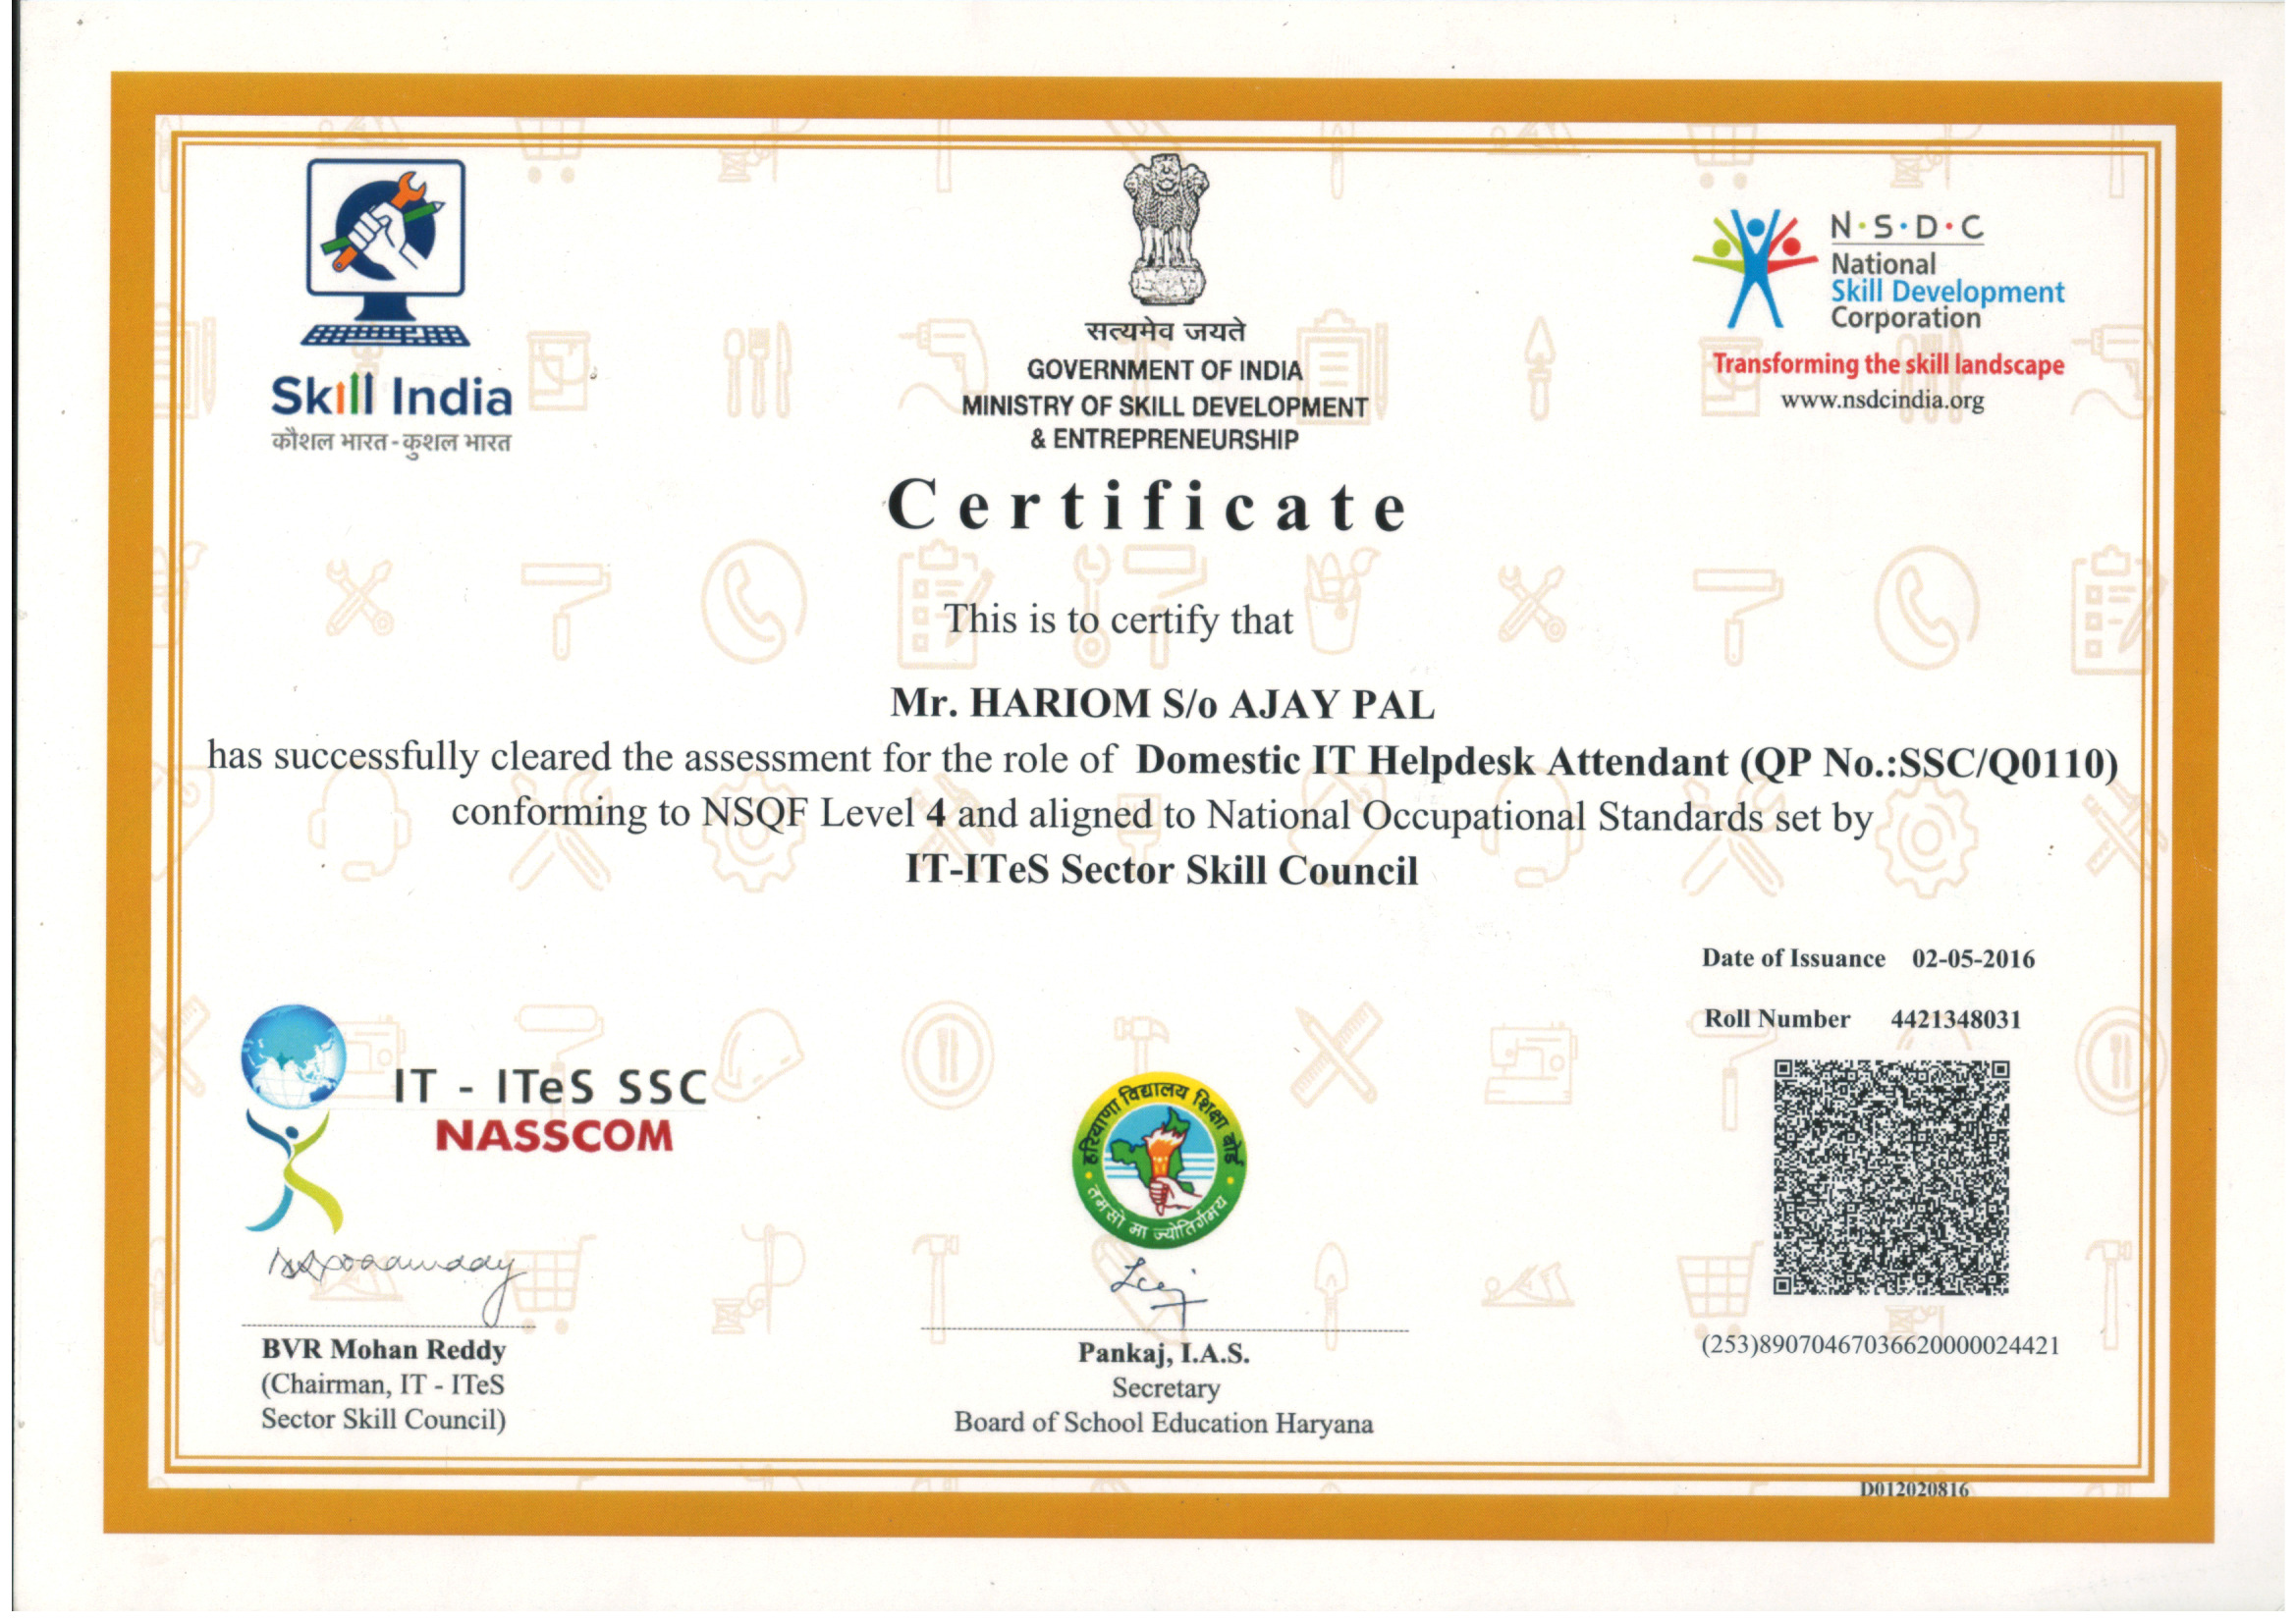 Skill India
कौशल भारत - कुशल भारत
सत्यमेव जयते
GOVERNMENT OF INDIA
MINISTRY OF SKILL DEVELOPMENT
& ENTREPRENEURSHIP
N·S·D·C
National
Skill Development
Corporation
Transforming the skill landscape
www.nsdcindia.org
Certificate
This is to certify that
Mr. HARIOM S/o AJAY PAL
has successfully cleared the assessment for the role of Domestic IT Helpdesk Attendant (QP No.:SSC/Q0110)
conforming to NSQF Level 4 and aligned to National Occupational Standards set by
IT-ITeS Sector Skill Council
Date of Issuance 02-05-2016
Roll Number 4421348031
IT - ITeS SSC
NASSCOM
हरियाणा विद्यालय शिक्षा बोर्ड
तमसो मा ज्योतिर्गमय
BVR Mohan Reddy
(Chairman, IT - ITeS
Sector Skill Council)
Pankaj, I.A.S.
Secretary
Board of School Education Haryana
(253)89070467036620000024421
D012020816